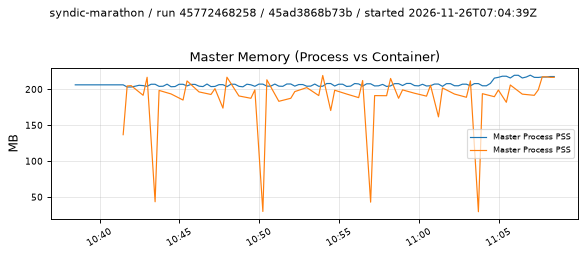 syndic-marathon / run 45772468258 / 45ad3868b73b / started 2026-11-26T07:04:39Z
Master Memory (Process vs Container)
MB
200
150
100
50
Master Process PSS
Master Process PSS
10:40
10:45
10:50
10:55
11:00
11:05